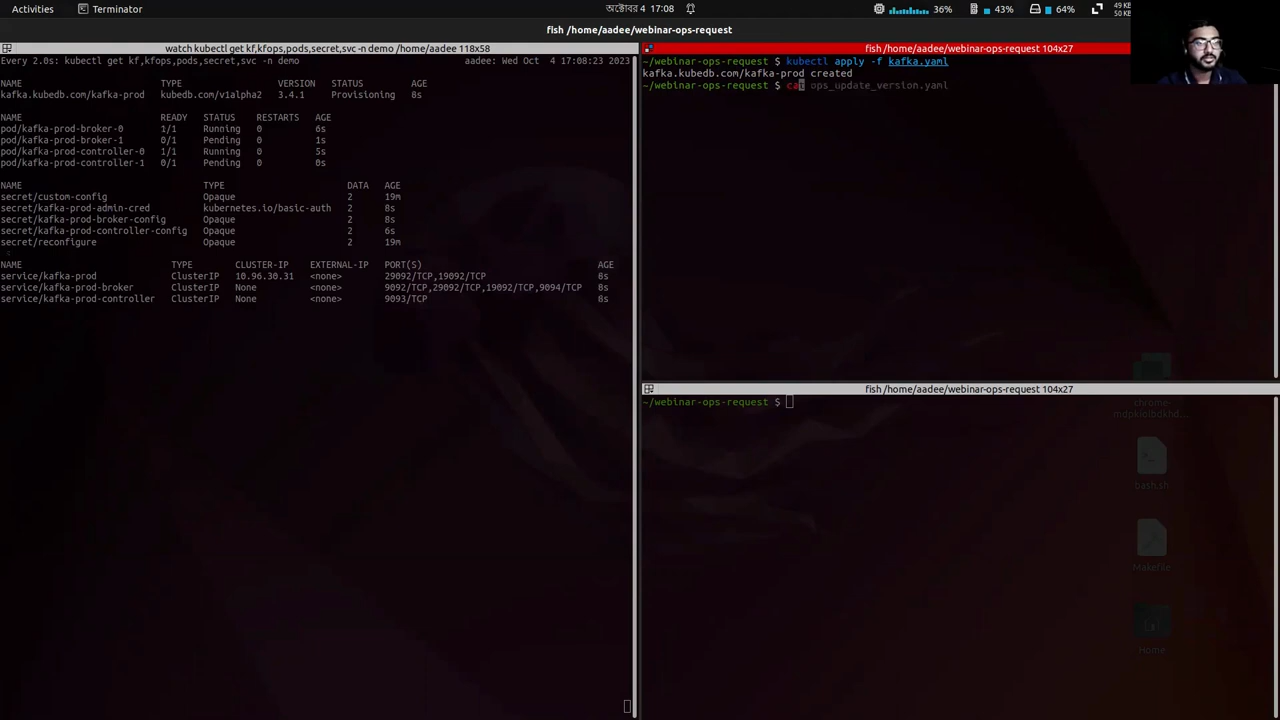 Activities
Terminator
অক্টোবর 4 17:08
36%
43%
64%
49 KB
50 KB
fish /home/aadee/webinar-ops-request
watch kubectl get kf,kfops,pods,secret,svc -n demo /home/aadee 118x58
Every 2.0s: kubectl get kf,kfops,pods,secret,svc -n demo aadee: Wed Oct 4 17:08:23 2023
NAME TYPE VERSION STATUS AGE
kafka.kubedb.com/kafka-prod kubedb.com/v1alpha2 3.4.1 Provisioning 8s
NAME READY STATUS RESTARTS AGE
pod/kafka-prod-broker-0 1/1 Running 0 6s
pod/kafka-prod-broker-1 0/1 Pending 0 1s
pod/kafka-prod-controller-0 1/1 Running 0 5s
pod/kafka-prod-controller-1 0/1 Pending 0 0s
NAME TYPE DATA AGE
secret/custom-config Opaque 2 19m
secret/kafka-prod-admin-cred kubernetes.io/basic-auth 2 8s
secret/kafka-prod-broker-config Opaque 2 8s
secret/kafka-prod-controller-config Opaque 2 6s
secret/reconfigure Opaque 2 19m
NAME TYPE CLUSTER-IP EXTERNAL-IP PORT(S) AGE
service/kafka-prod ClusterIP 10.96.30.31 <none> 29092/TCP,19092/TCP 8s
service/kafka-prod-broker ClusterIP None <none> 9092/TCP,29092/TCP,19092/TCP,9094/TCP 8s
service/kafka-prod-controller ClusterIP None <none> 9093/TCP 8s
fish /home/aadee/webinar-ops-request 104x27
~/webinar-ops-request $ kubectl apply -f kafka.yaml
kafka.kubedb.com/kafka-prod created
~/webinar-ops-request $ cat ops_update_version.yaml
fish /home/aadee/webinar-ops-request 104x27
~/webinar-ops-request $
chrome-
mdpkiolbdkhd...
bash.sh
Makefile
Home